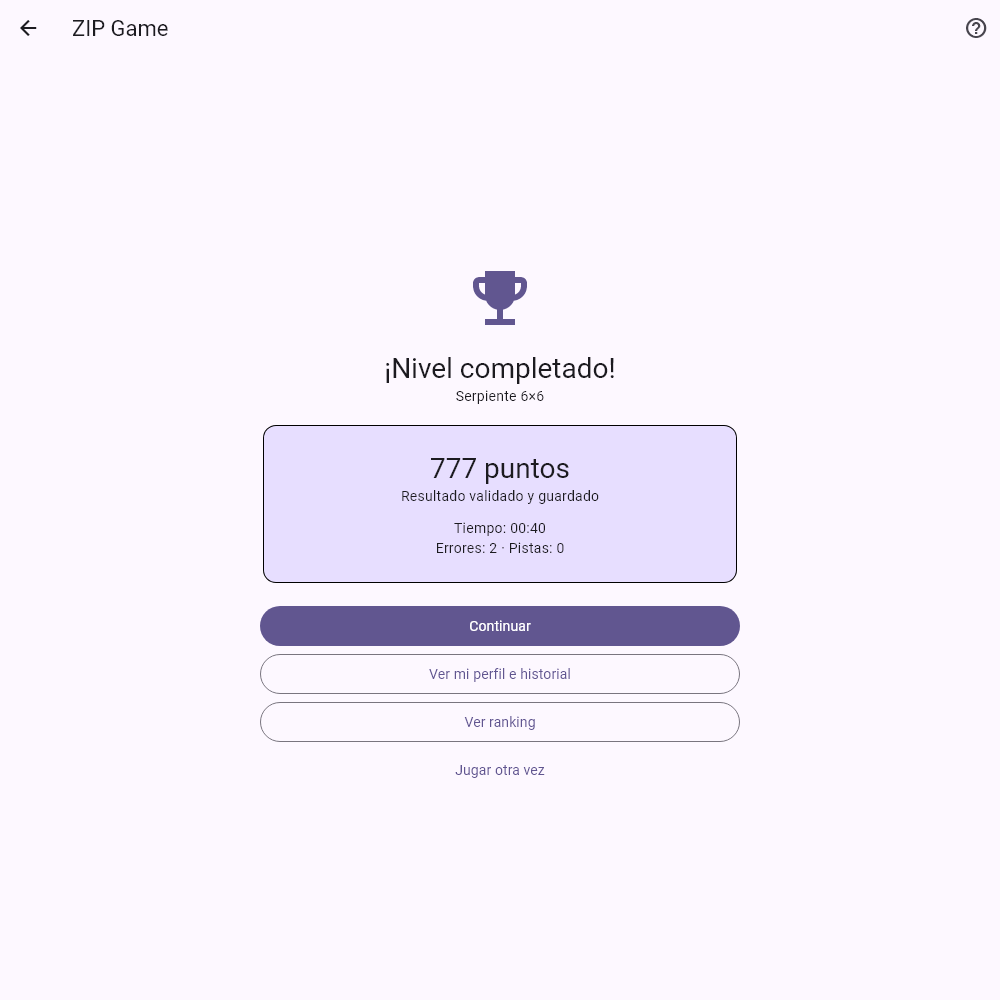 ZIP Game
¡Nivel completado!
Serpiente 6×6
777 puntos
Resultado validado y guardado
Tiempo: 00:40
Errores: 2 · Pistas: 0
Continuar
Ver mi perfil e historial
Ver ranking
Jugar otra vez